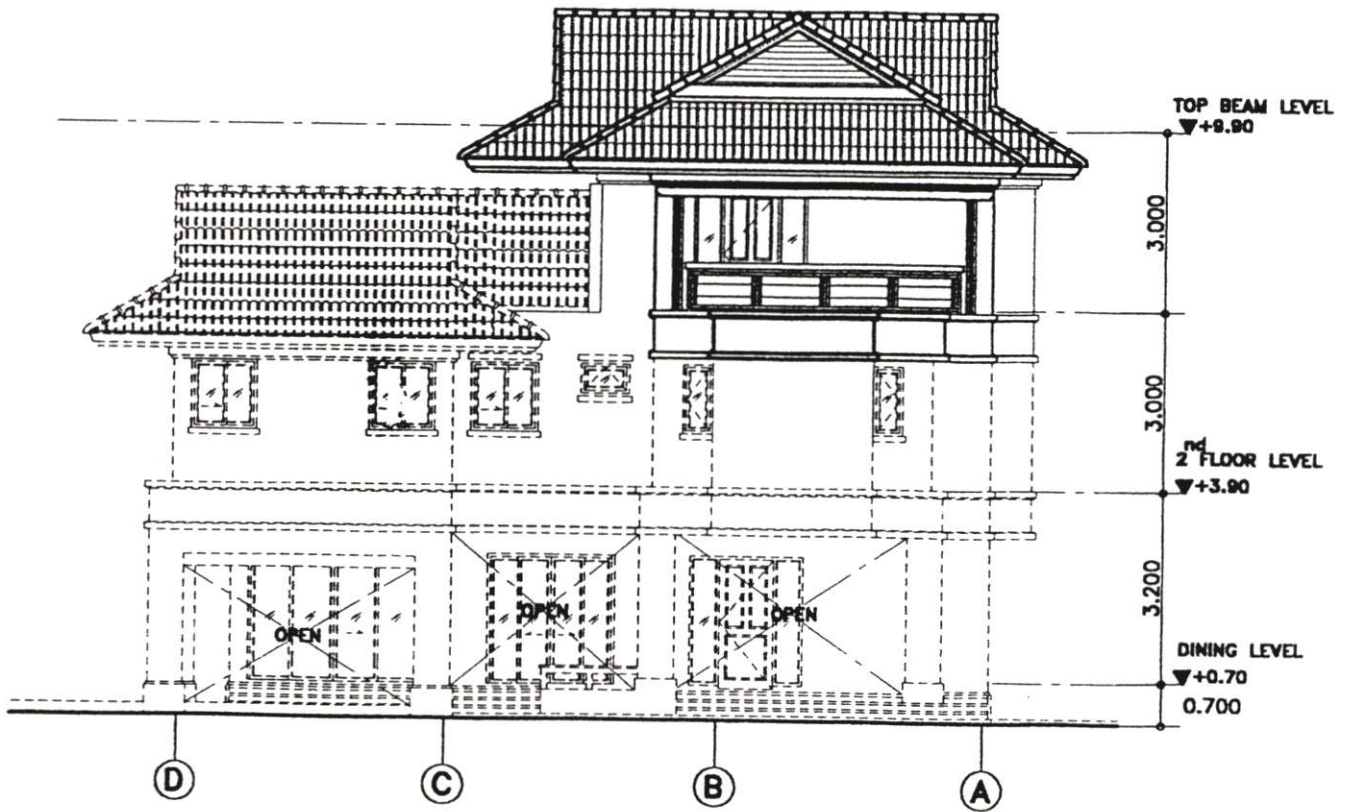 TOP BEAM LEVEL
▼+9.90
3.000
3.000
nd
2 FLOOR LEVEL
▼+3.90
3.200
OPEN
OPEN
OPEN
DINING LEVEL
▼+0.70
0.700
D
C
B
A